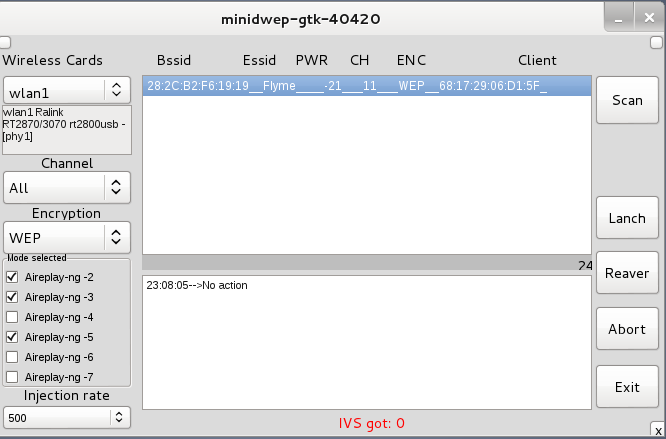 minidwep-gtk-40420
Wireless Cards
Bssid Essid PWR CH ENC Client
wlan1
28:2C:B2:F6:19:19__Flyme____-21___11___WEP__68:17:29:06:D1:5F_
Scan
wlan1 Ralink
RT2870/3070 rt2800usb -
[phy1]
Channel
All
Encryption
WEP
Lanch
Mode selected
24
Aireplay-ng -2
Aireplay-ng -3
Aireplay-ng -4
Aireplay-ng -5
Aireplay-ng -6
Aireplay-ng -7
23:08:05-->No action
Reaver
Abort
Exit
Injection rate
500
IVS got: 0
x